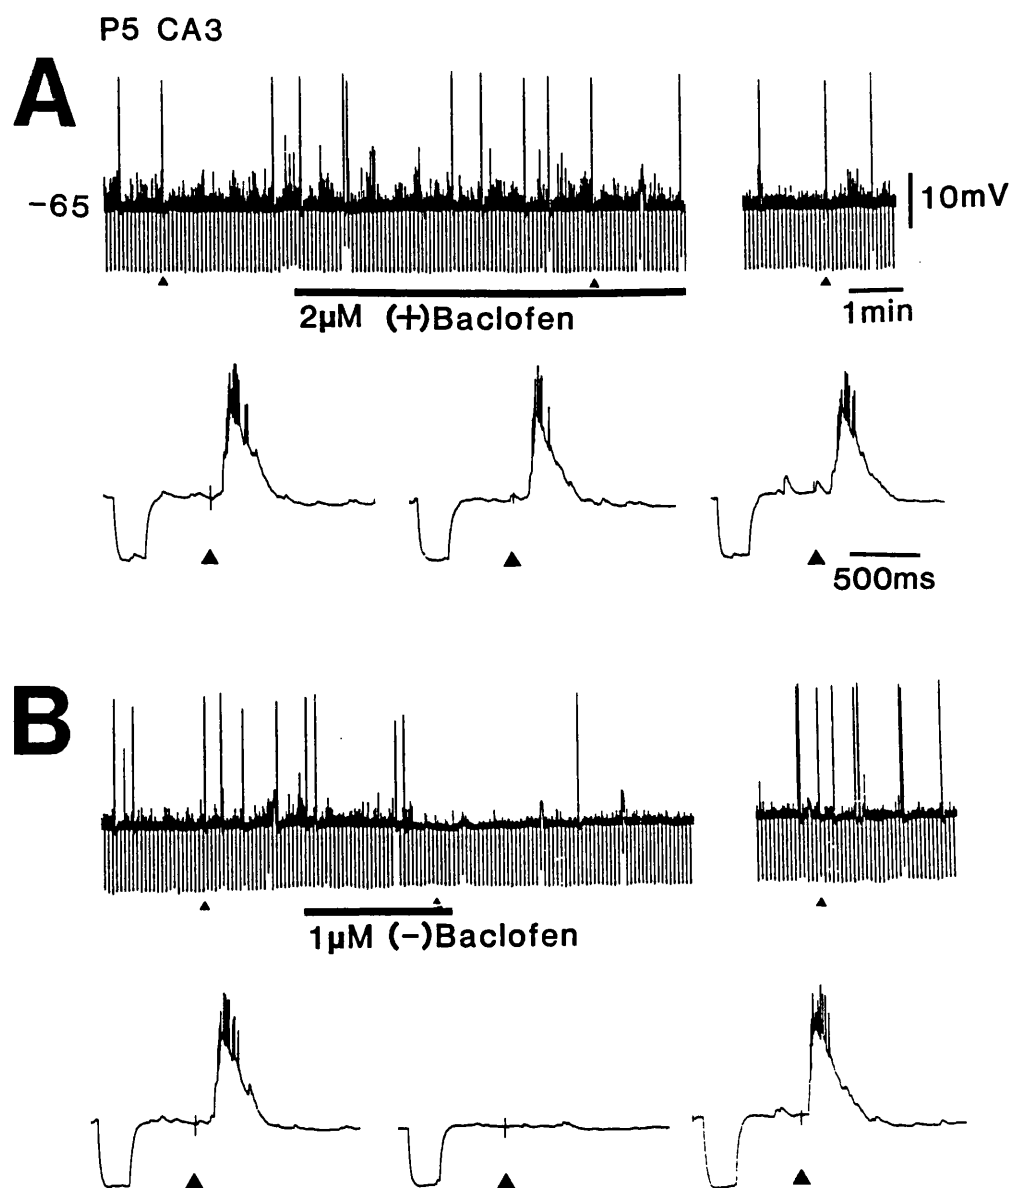 P5 CA3
A
-65
10mV
2μM (+)Baclofen
1min
500ms
B
1μM (-)Baclofen